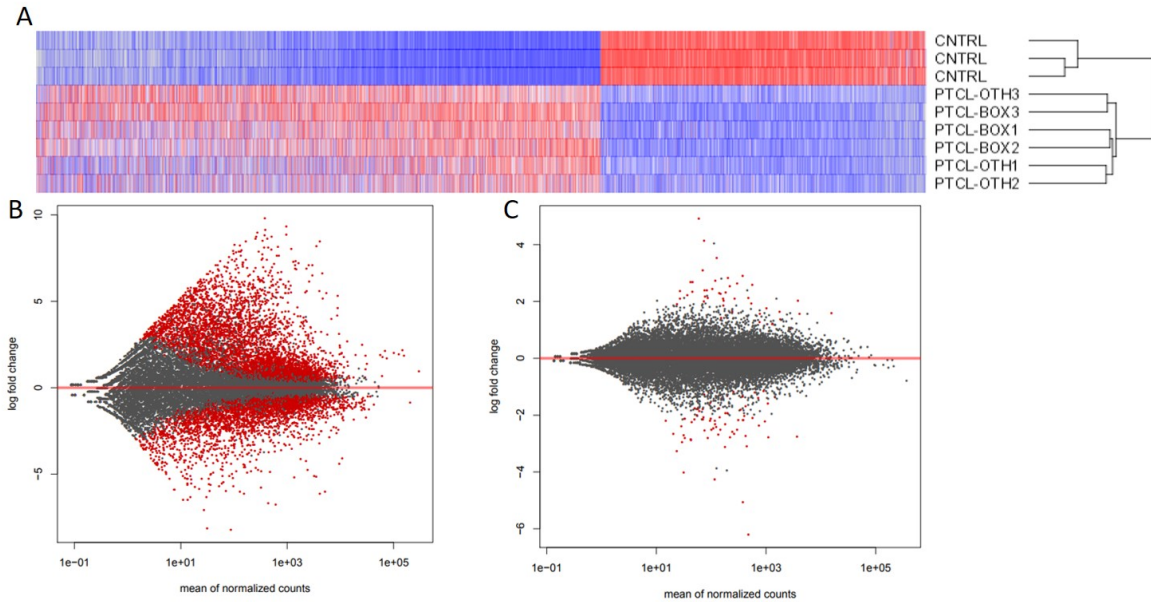 A
CNTRL
CNTRL
CNTRL
PTCL-OTH3
PTCL-BOX3
PTCL-BOX1
PTCL-BOX2
PTCL-OTH1
PTCL-OTH2
B
10
5
0
−5
log fold change
1e−01
1e+01
1e+03
1e+05
mean of normalized counts
C
4
2
0
−2
−4
−6
log fold change
1e−01
1e+01
1e+03
1e+05
mean of normalized counts